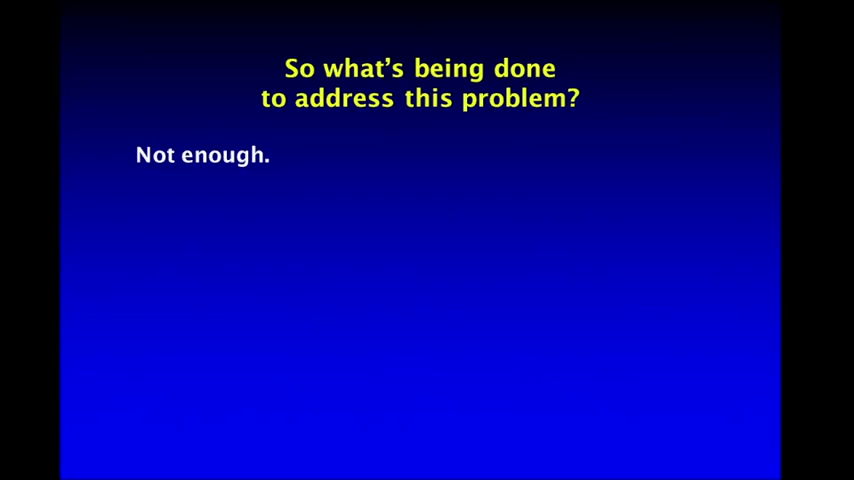 So what’s being done
to address this problem?
Not enough.